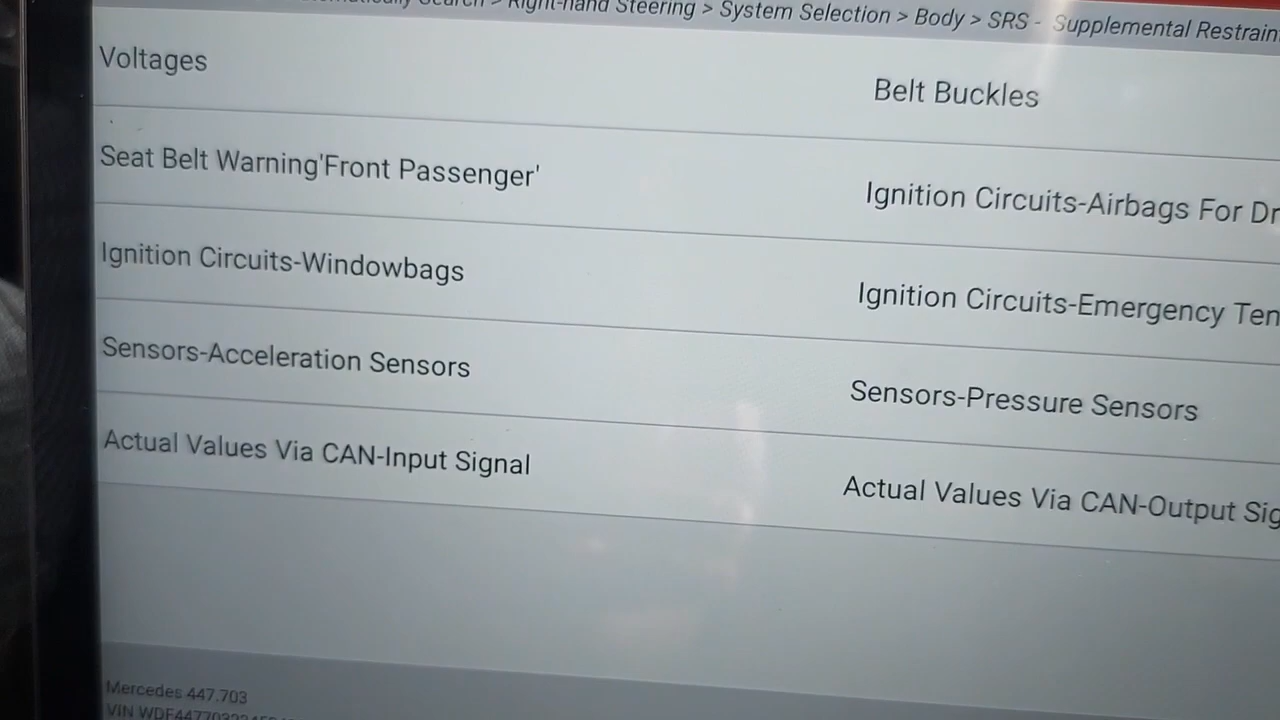 Search > Right-hand Steering > System Selection > Body > SRS - Supplemental Restrain
Voltages
Belt Buckles
Seat Belt Warning'Front Passenger'
Ignition Circuits-Airbags For Dr
Ignition Circuits-Windowbags
Ignition Circuits-Emergency Ten
Sensors-Acceleration Sensors
Sensors-Pressure Sensors
Actual Values Via CAN-Input Signal
Actual Values Via CAN-Output Sig
Mercedes 447.703
VIN